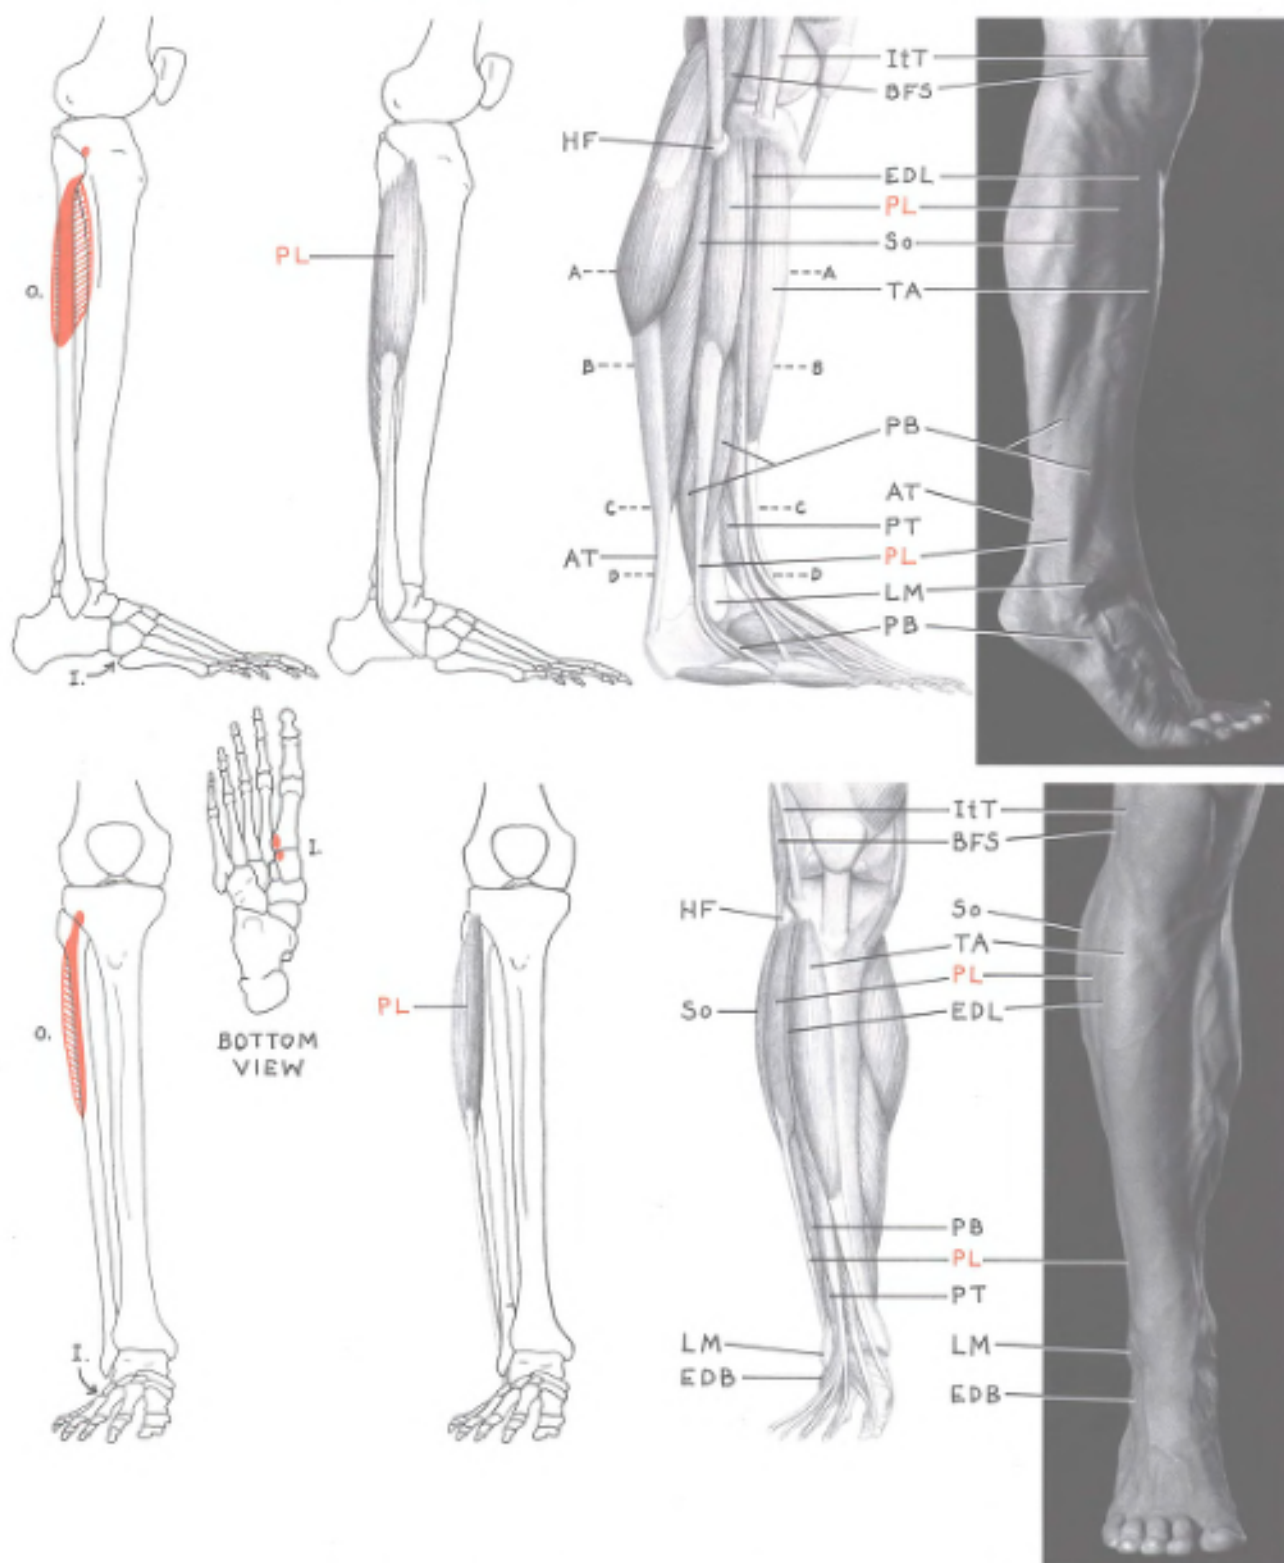 ItT
BFS
HF
EDL
PL
PL
So
O.
A
A
TA
B
B
PB
AT
C
C
PT
AT
PL
D
D
LM
PB
I.
ItT
BFS
I.
HF
So
TA
PL
PL
So
EDL
O.
BOTTOM
VIEW
PB
PL
PT
I.
LM
LM
EDB
EDB